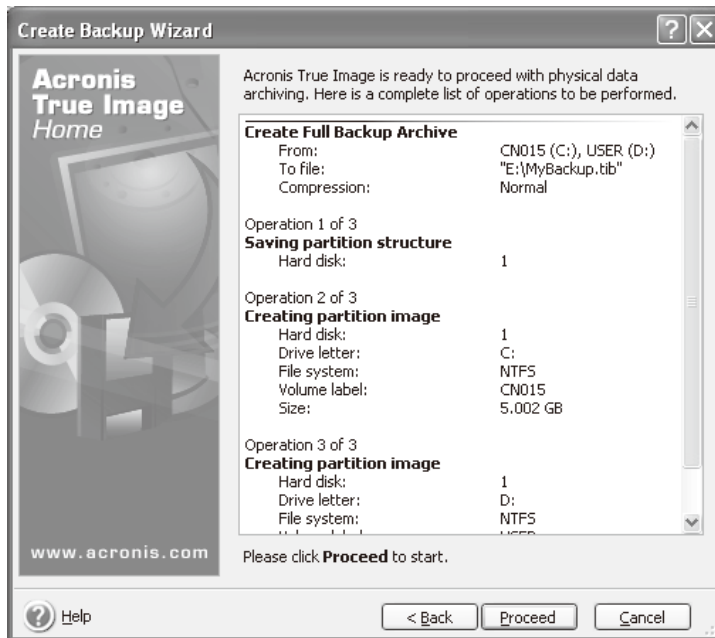 Create Backup Wizard
Acronis
True Image
Home
Acronis True Image is ready to proceed with physical data
archiving. Here is a complete list of operations to be performed.
Create Full Backup Archive
From: CN015 (C:), USER (D:)
To file: "E:\MyBackup.tib"
Compression: Normal
Operation 1 of 3
Saving partition structure
Hard disk: 1
Operation 2 of 3
Creating partition image
Hard disk: 1
Drive letter: C:
File system: NTFS
Volume label: CN015
Size: 5.002 GB
Operation 3 of 3
Creating partition image
Hard disk: 1
Drive letter: D:
File system: NTFS
www.acronis.com
Please click Proceed to start.
Help
< Back
Proceed
Cancel